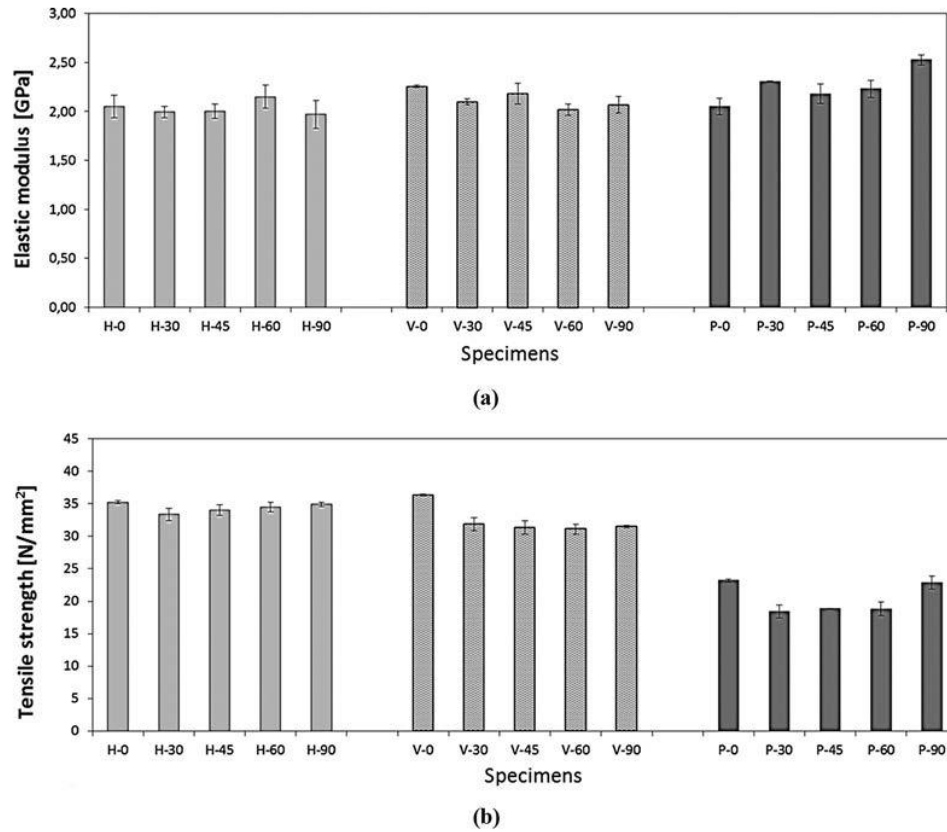 3,00
2,50
2,00
1,50
1,00
0,50
0,00
Elastic modulus [GPa]
H-0 H-30 H-45 H-60 H-90 V-0 V-30 V-45 V-60 V-90 P-0 P-30 P-45 P-60 P-90
Specimens
(a)
45
40
35
30
25
20
15
10
5
0
Tensile strength [N/mm²]
H-0 H-30 H-45 H-60 H-90 V-0 V-30 V-45 V-60 V-90 P-0 P-30 P-45 P-60 P-90
Specimens
(b)